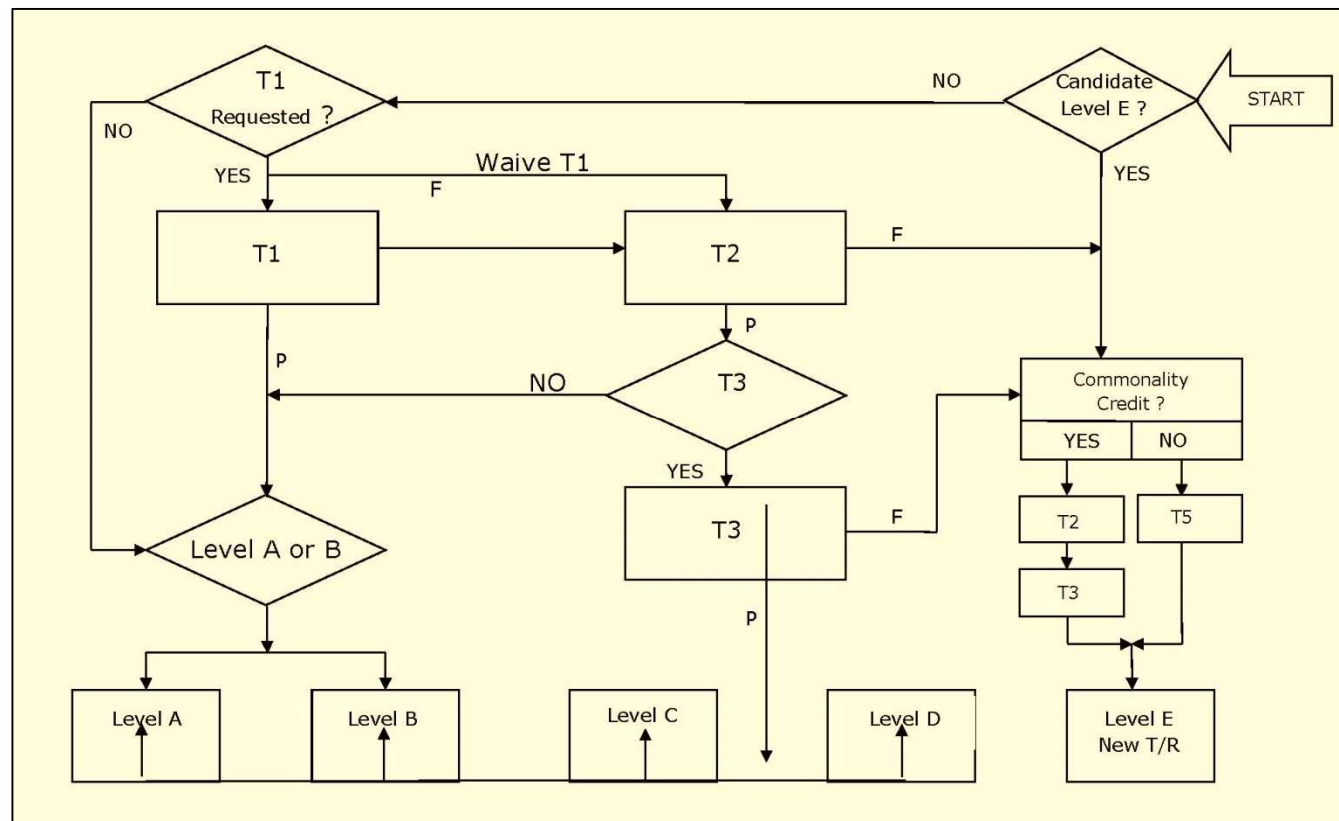 T1
Requested ?
NO
Candidate
Level E ?
START
NO
YES
Waive T1
F
YES
T1
T2
F
P
P
NO
T3
Commonality
Credit ?
YES
NO
YES
T3
F
T2
T5
Level A or B
T3
P
Level A
Level B
Level C
Level D
Level E
New T/R